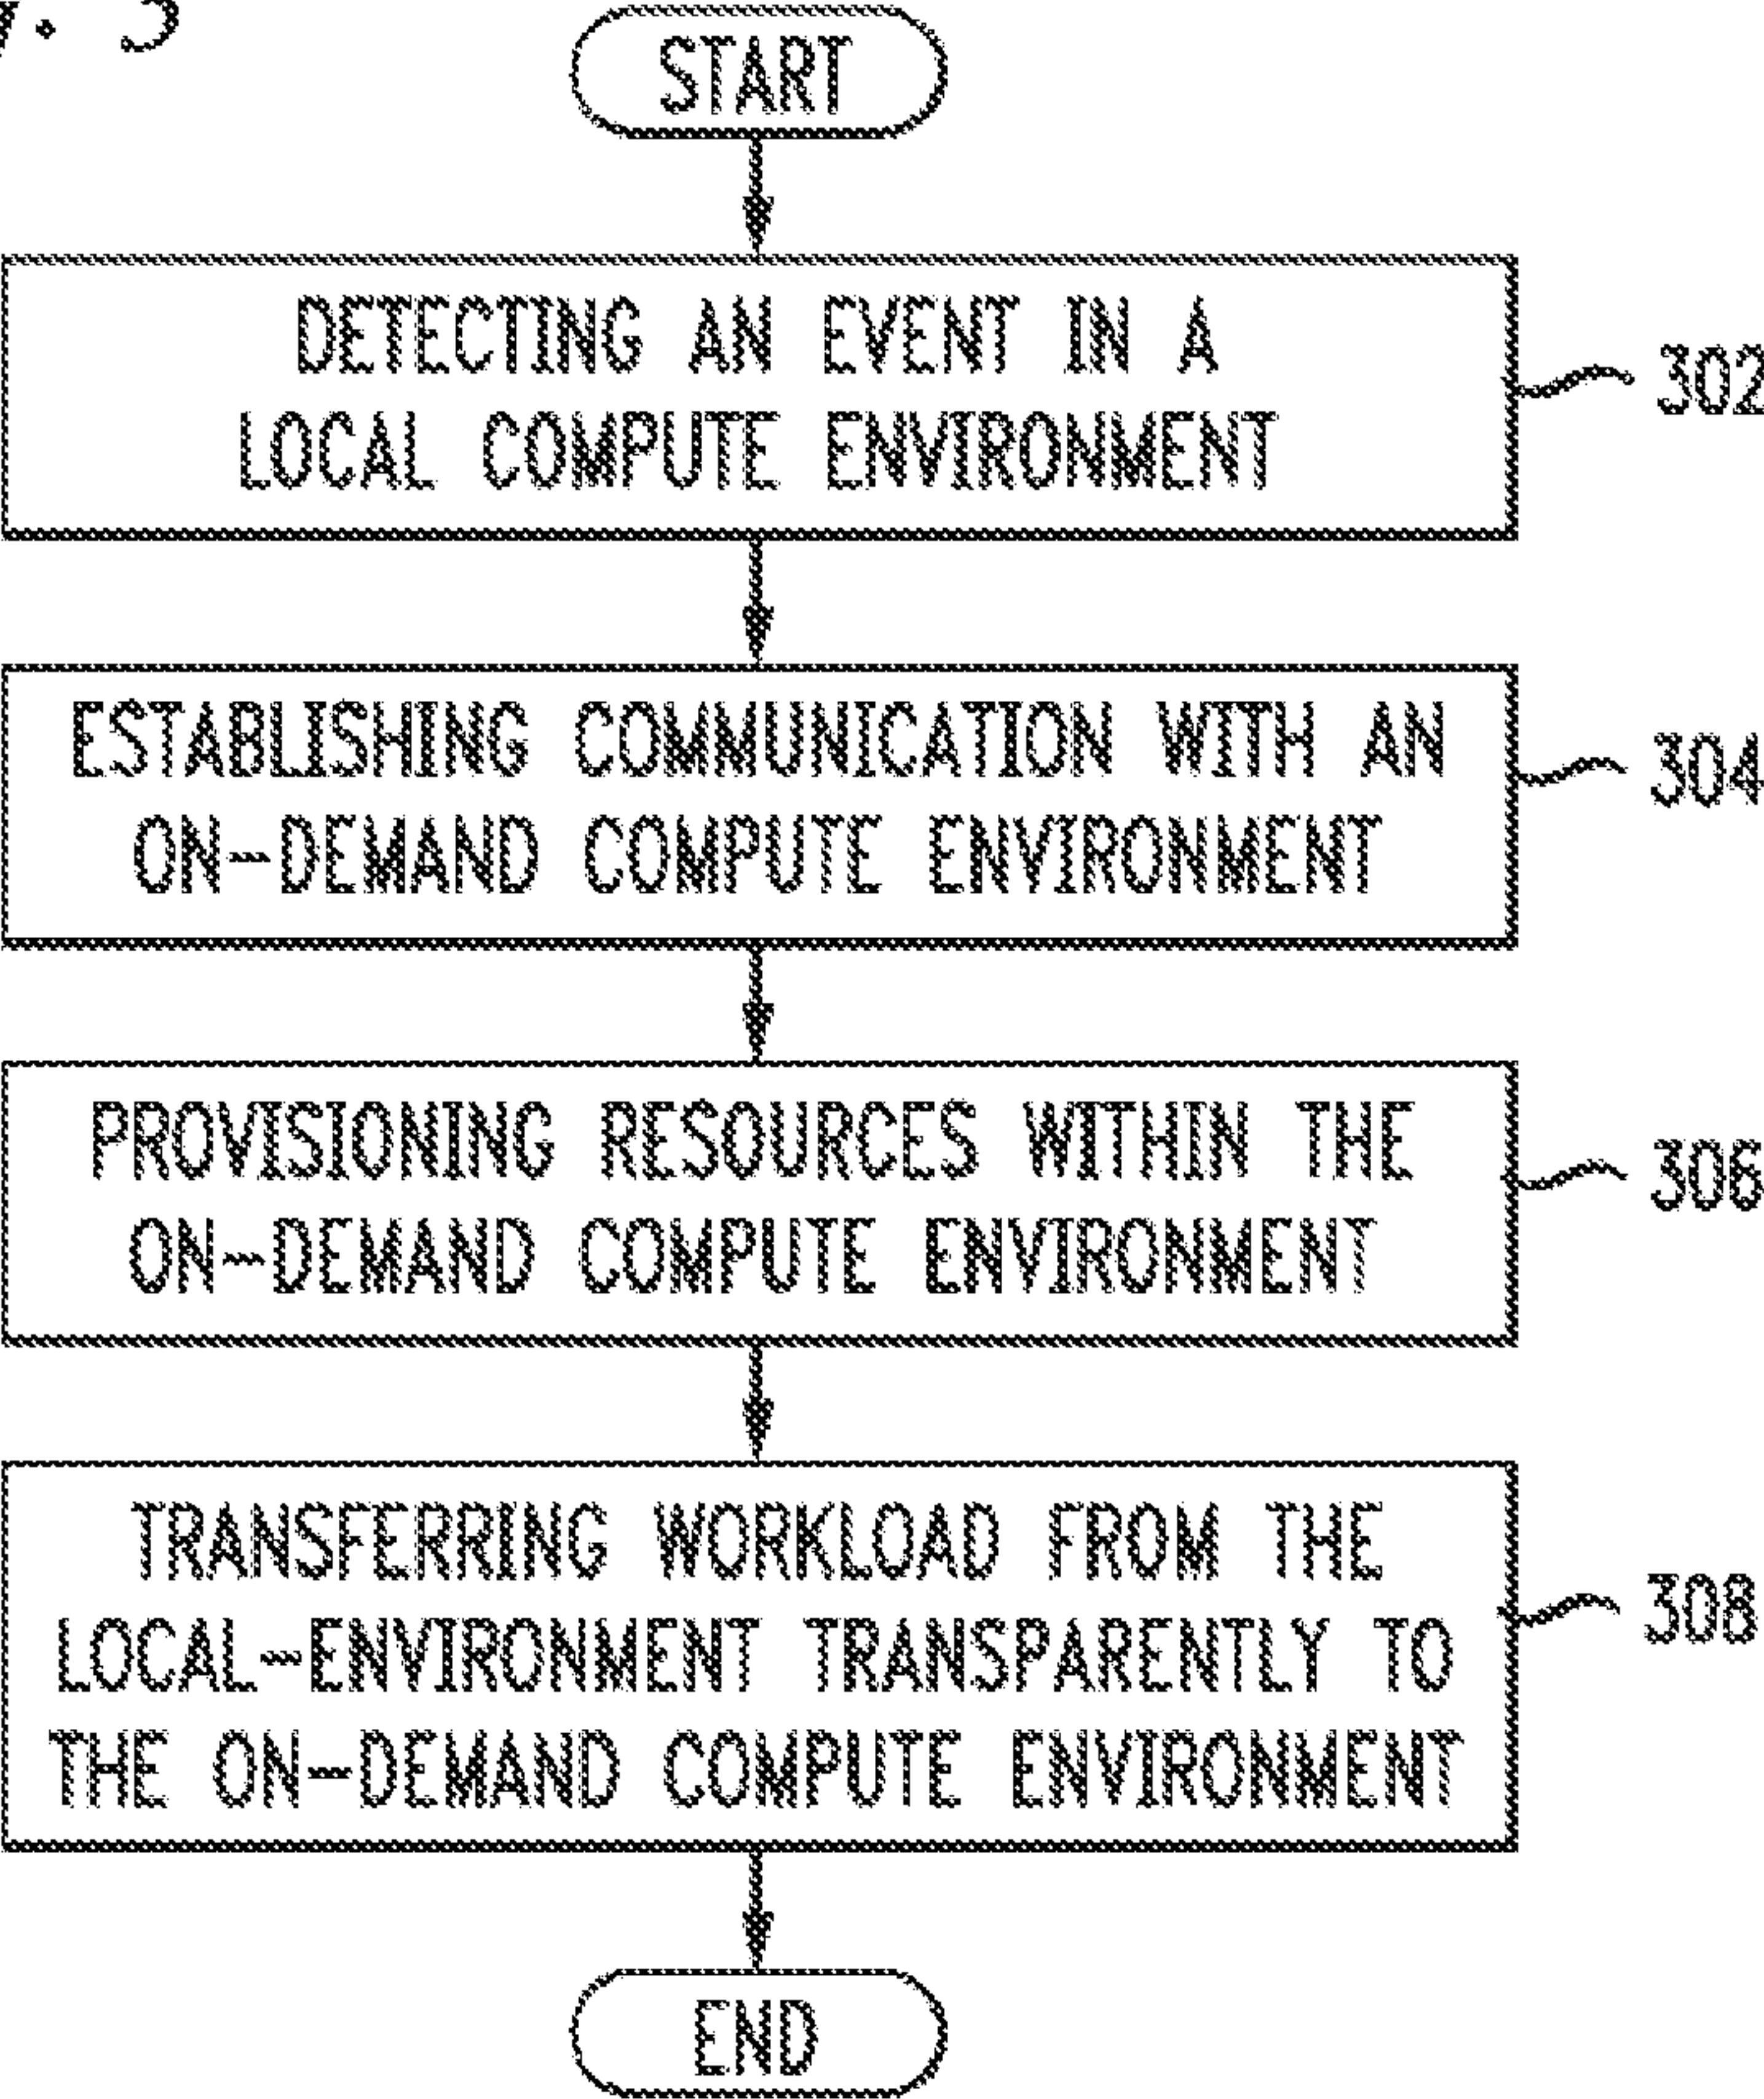 3
START
DETECTING AN EVENT IN A
LOCAL COMPUTE ENVIRONMENT
302
ESTABLISHING COMMUNICATION WITH AN
ON-DEMAND COMPUTE ENVIRONMENT
304
PROVISIONING RESOURCES WITHIN THE
ON-DEMAND COMPUTE ENVIRONMENT
306
TRANSFERRING WORKLOAD FROM THE
LOCAL-ENVIRONMENT TRANSPARENTLY TO
THE ON-DEMAND COMPUTE ENVIRONMENT
308
END